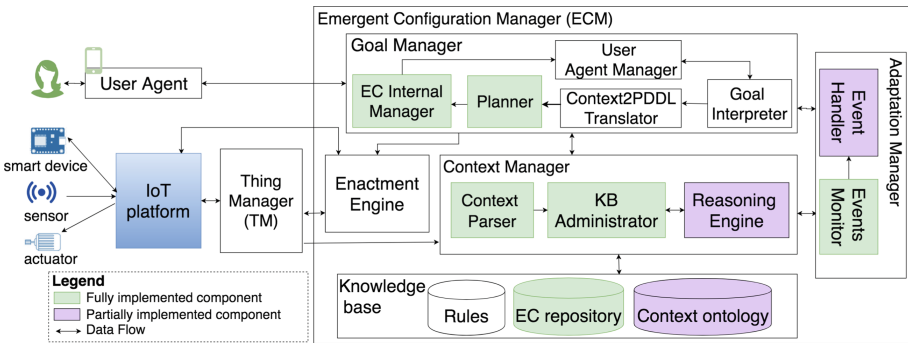 Emergent Configuration Manager (ECM)
Goal Manager
User Agent
EC Internal
Manager
Planner
User
Agent Manager
Context2PDDL
Translator
Goal
Interpreter
Event
Handler
Events
Monitor
Adaptation Manager
smart device
sensor
actuator
IoT
platform
Thing
Manager
(TM)
Enactment
Engine
Context Manager
Context
Parser
KB
Administrator
Reasoning
Engine
Knowledge
base
Rules
EC repository
Context ontology
Legend
Fully implemented component
Partially implemented component
Data Flow